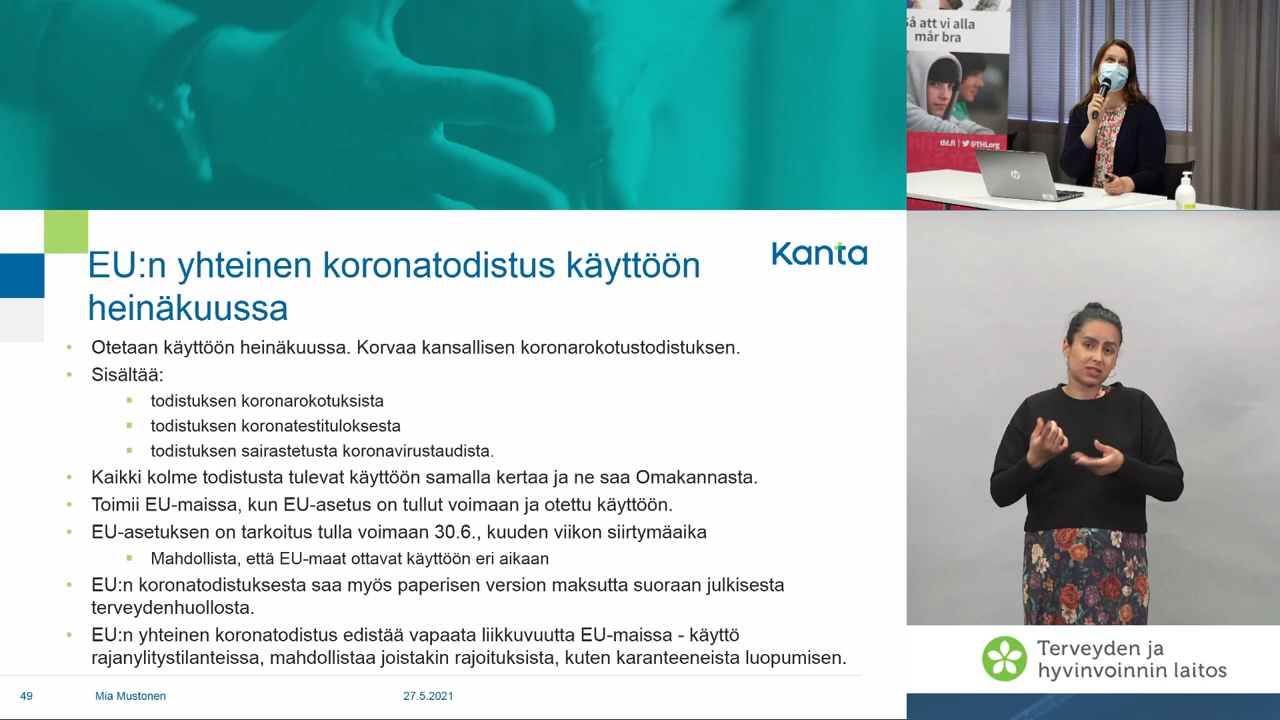 EU:n yhteinen koronatodistus käyttöön
heinäkuussa
Kanta
• Otetaan käyttöön heinäkuussa. Korvaa kansallisen koronarokotustodistuksen.
• Sisältää:
▪ todistuksen koronarokotuksista
▪ todistuksen koronatestituloksesta
▪ todistuksen sairastetusta koronavirustaudista.
• Kaikki kolme todistusta tulevat käyttöön samalla kertaa ja ne saa Omakannasta.
• Toimii EU-maissa, kun EU-asetus on tullut voimaan ja otettu käyttöön.
• EU-asetuksen on tarkoitus tulla voimaan 30.6., kuuden viikon siirtymäaika
▪ Mahdollista, että EU-maat ottavat käyttöön eri aikaan
• EU:n koronatodistuksesta saa myös paperisen version maksutta suoraan julkisesta
terveydenhuollosta.
• EU:n yhteinen koronatodistus edistää vapaata liikkuvuutta EU-maissa - käyttö
rajanylitystilanteissa, mahdollistaa joistakin rajoituksista, kuten karanteeneista luopumisen.
49 Mia Mustonen 27.5.2021
Så att vi alla
mår bra
thl.fi | @THLorg
hp
Terveyden ja
hyvinvoinnin laitos